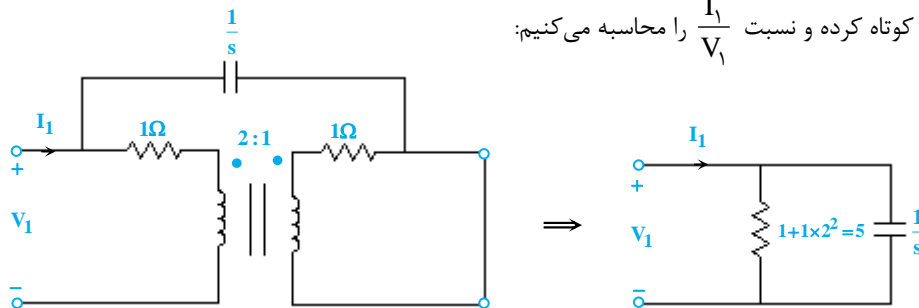 کوتاه کرده و نسبت I₁/V₁ را محاسبه می‌کنیم:
1/s
I₁
1Ω
2:1
1Ω
+
V₁
−
⇒
I₁
+
V₁
−
1+1×2²=5
1/s